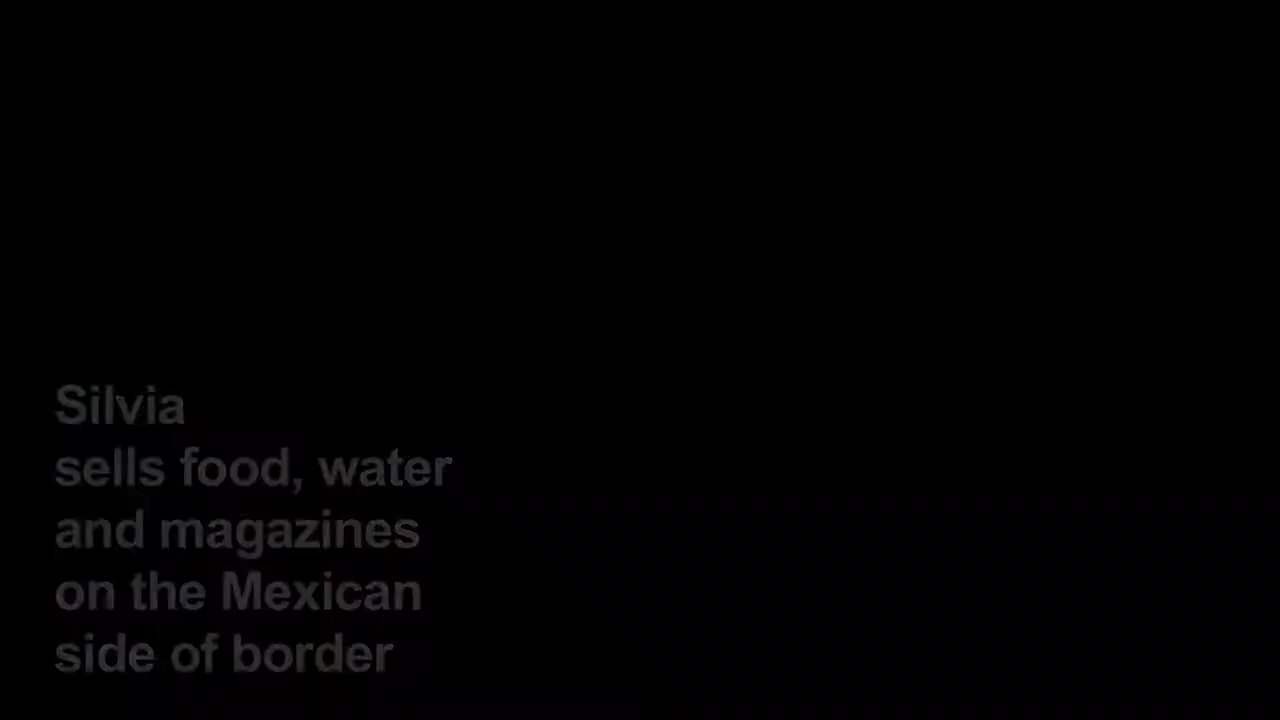 Silvia
sells food, water
and magazines
on the Mexican
side of border